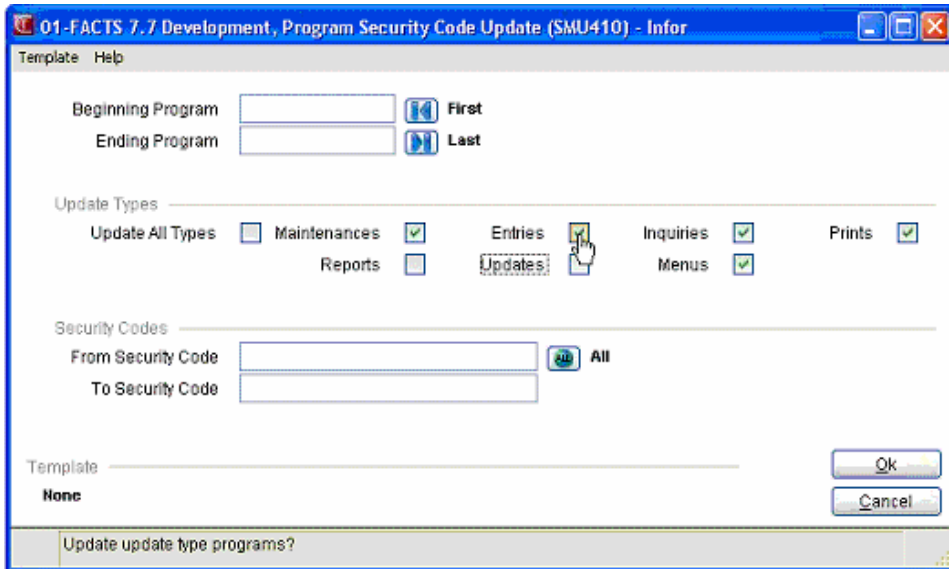 01-FACTS 7.7 Development, Program Security Code Update (SMU410) - Infor
Template Help
Beginning Program First
Ending Program Last
Update Types
Update All Types Maintenances Entries Inquiries Prints
Reports Updates Menus
Security Codes
From Security Code ALL All
To Security Code
Template
None
Ok
Cancel
Update update type programs?